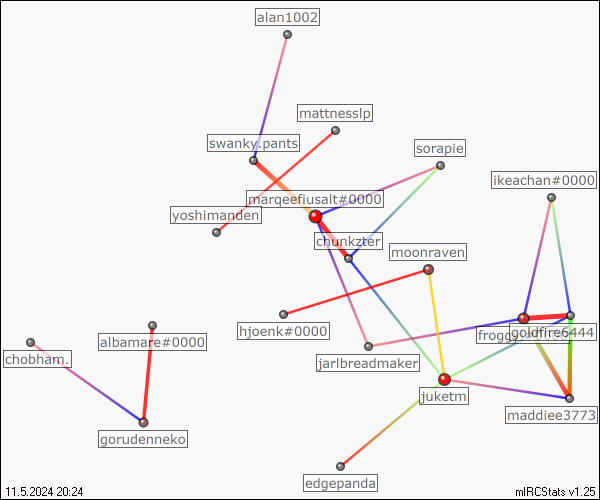 alan1002
mattnesslp
swanky.pants
sorapie
ikeachan#0000
marqeefiusalt#0000
yoshimanden
chunkzter
moonraven
hjoenk#0000
goldfire6444
albamare#0000
chobham.
jarlbreadmaker
juketm
maddiee3773
gorudenneko
edgepanda
11.5.2024 20:24
mIRCStats v1.25